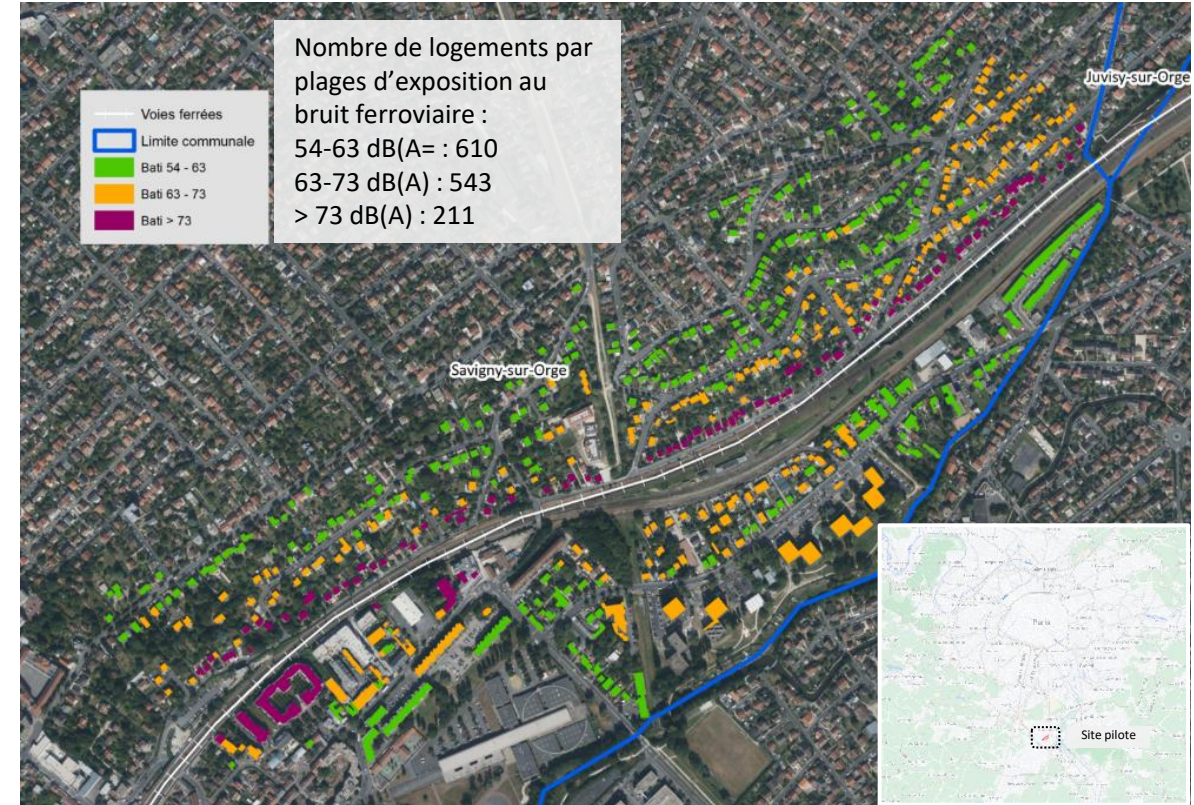 Nombre de logements par
plages d’exposition au
bruit ferroviaire :
54-63 dB(A= : 610
63-73 dB(A) : 543
> 73 dB(A) : 211
Voies ferrées
Limite communale
Bati 54 - 63
Bati 63 - 73
Bati > 73
Juvisy-sur-Orge
Savigny-sur-Orge
Paris
Site pilote